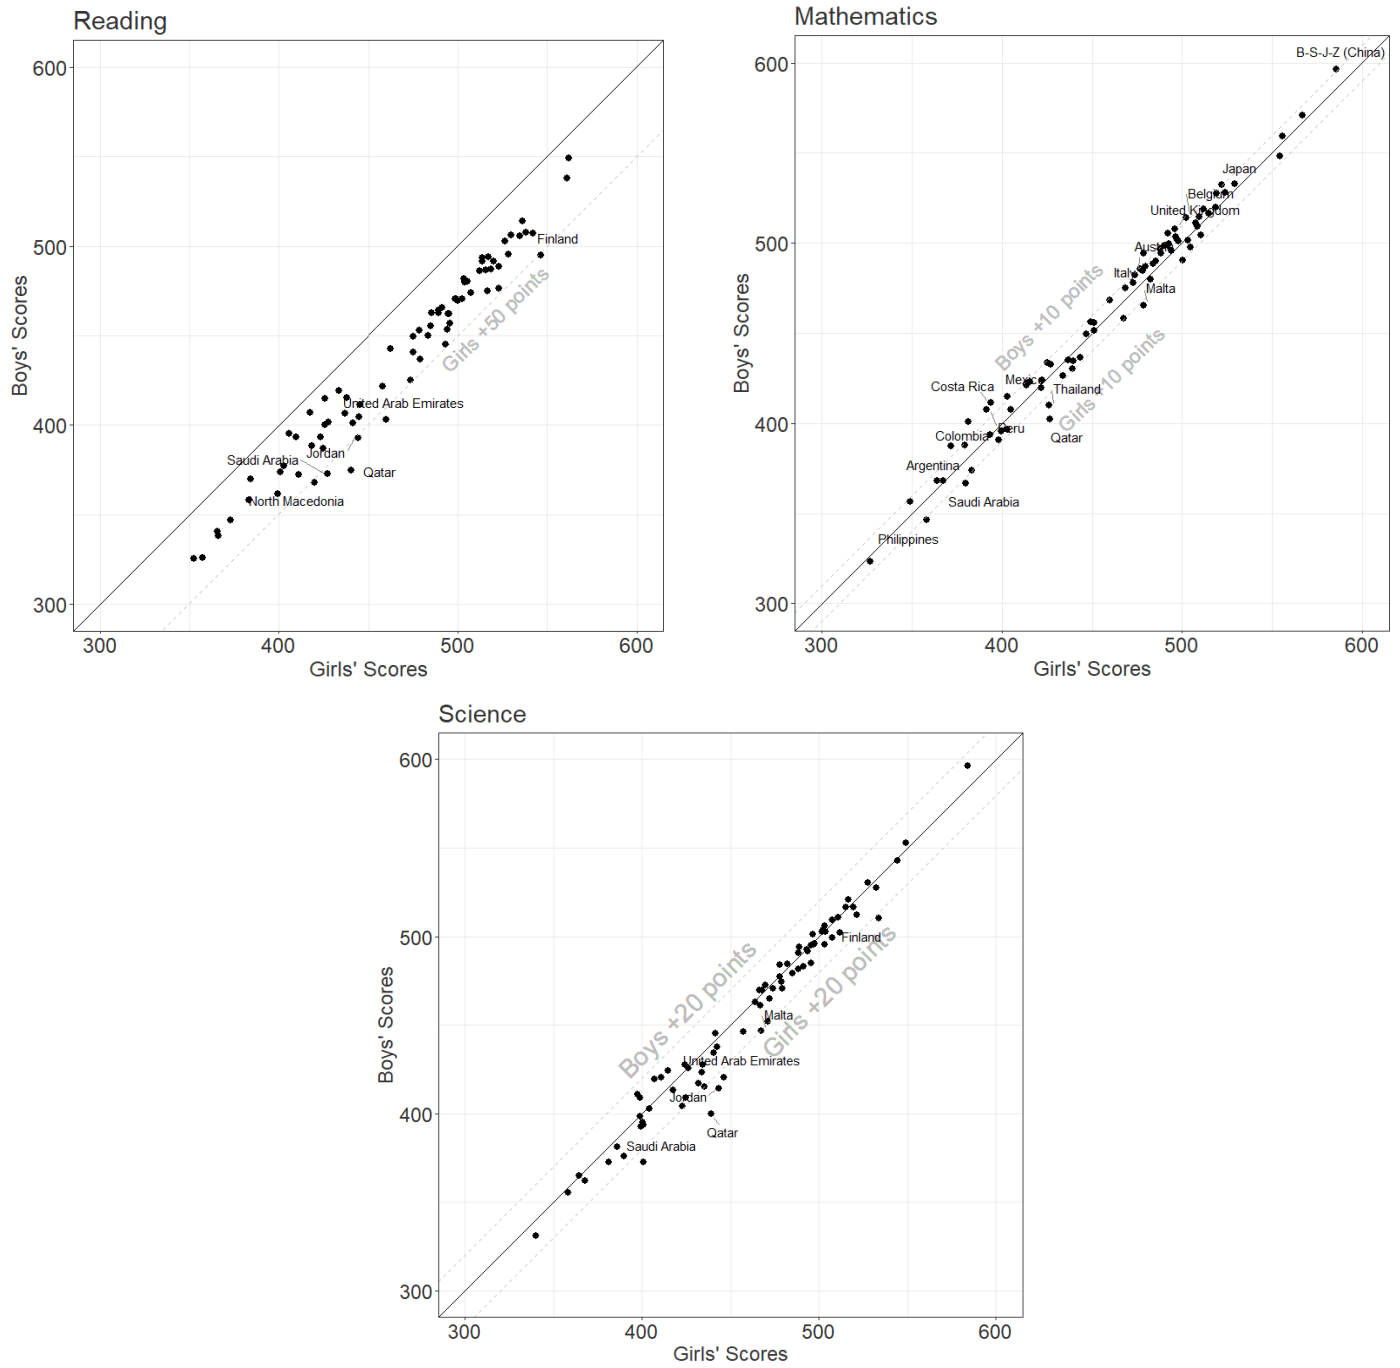 Reading
600
500
400
300
Boys' Scores
Finland
Girls +50 points
United Arab Emirates
Jordan
Saudi Arabia
Qatar
North Macedonia
300
400
500
600
Girls' Scores
Mathematics
600
500
400
300
Boys' Scores
B-S-J-Z (China)
Japan
Belgium
United Kingdom
Austria
Italy
Malta
Boys +10 points
Girls +10 points
Mexico
Costa Rica
Thailand
Peru
Colombia
Qatar
Argentina
Saudi Arabia
Philippines
300
400
500
600
Girls' Scores
Science
600
500
400
300
Boys' Scores
Finland
Boys +20 points
Girls +20 points
Malta
United Arab Emirates
Jordan
Qatar
Saudi Arabia
300
400
500
600
Girls' Scores